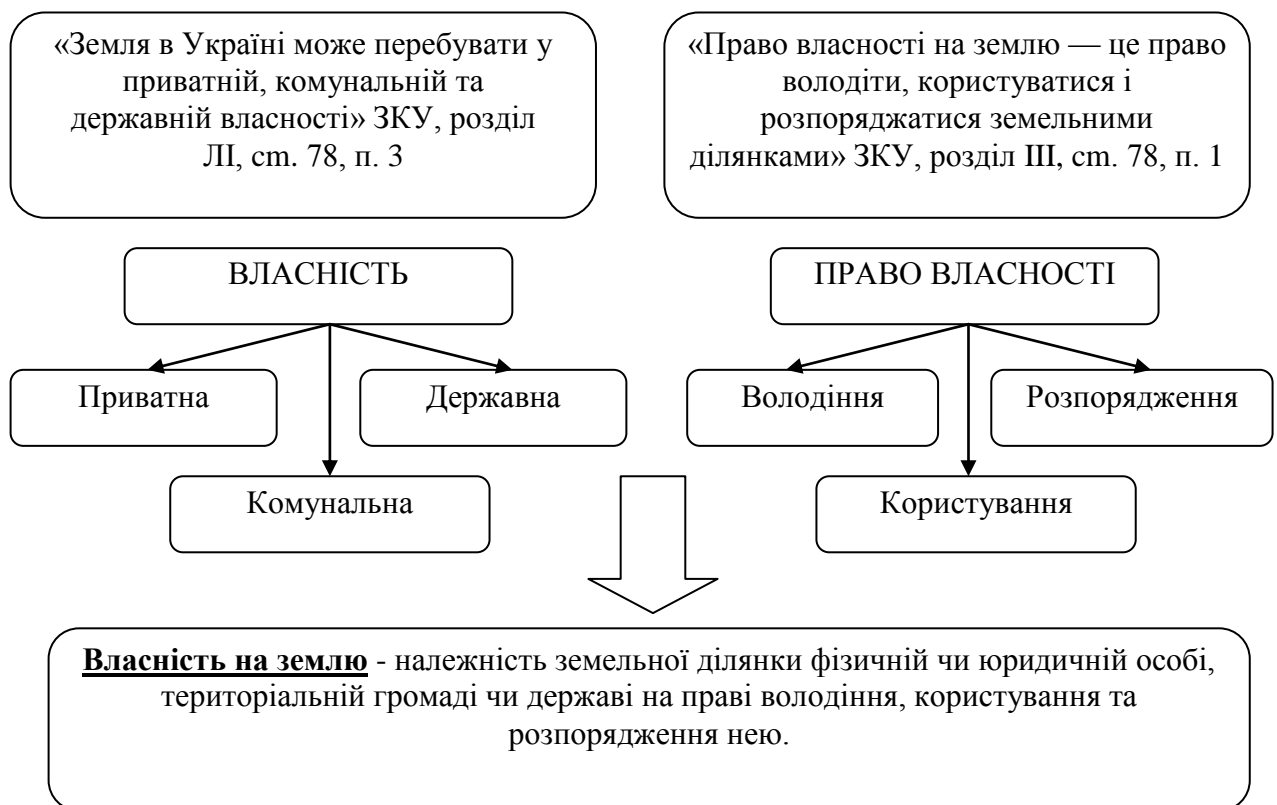 «Земля в Україні може перебувати у
приватній, комунальній та
державній власності» ЗКУ, розділ
ЛІ, cm. 78, п. 3
«Право власності на землю — це право
володіти, користуватися і
розпоряджатися земельними
ділянками» ЗКУ, розділ ІІІ, cm. 78, п. 1
ВЛАСНІСТЬ
ПРАВО ВЛАСНОСТІ
Приватна
Державна
Володіння
Розпорядження
Комунальна
Користування
Власність на землю - належність земельної ділянки фізичній чи юридичній особі,
територіальній громаді чи державі на праві володіння, користування та
розпорядження нею.